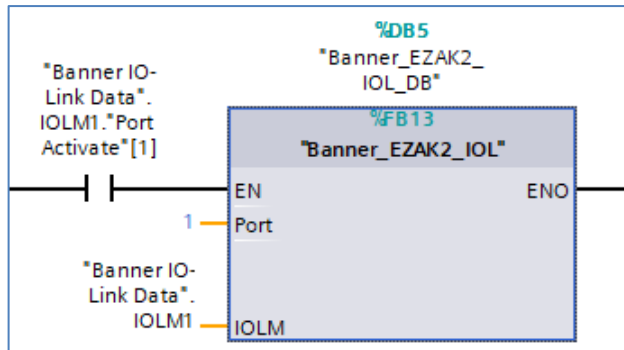 %DB5
"Banner_EZAK2_
IOL_DB"
"Banner IO-
Link Data".
IOLM1."Port
Activate"[1]
%FB13
"Banner_EZAK2_IOL"
EN
ENO
1
Port
"Banner IO-
Link Data".
IOLM1
IOLM